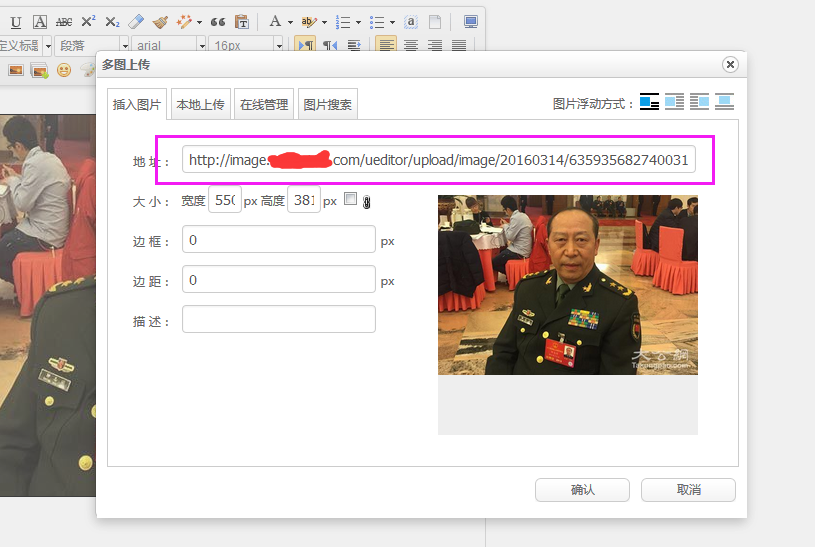 U A ABC X² X₂ A ab
定义标题 段落 arial 16px
多图上传
插入图片 本地上传 在线管理 图片搜索 图片浮动方式：
地 址： http://image. .com/ueditor/upload/image/20160314/635935682740031
大 小： 宽度 550 px 高度 381 px
边 框： 0 px
边 距： 0 px
描 述：
大公網
Takungpao.com
确认 取消